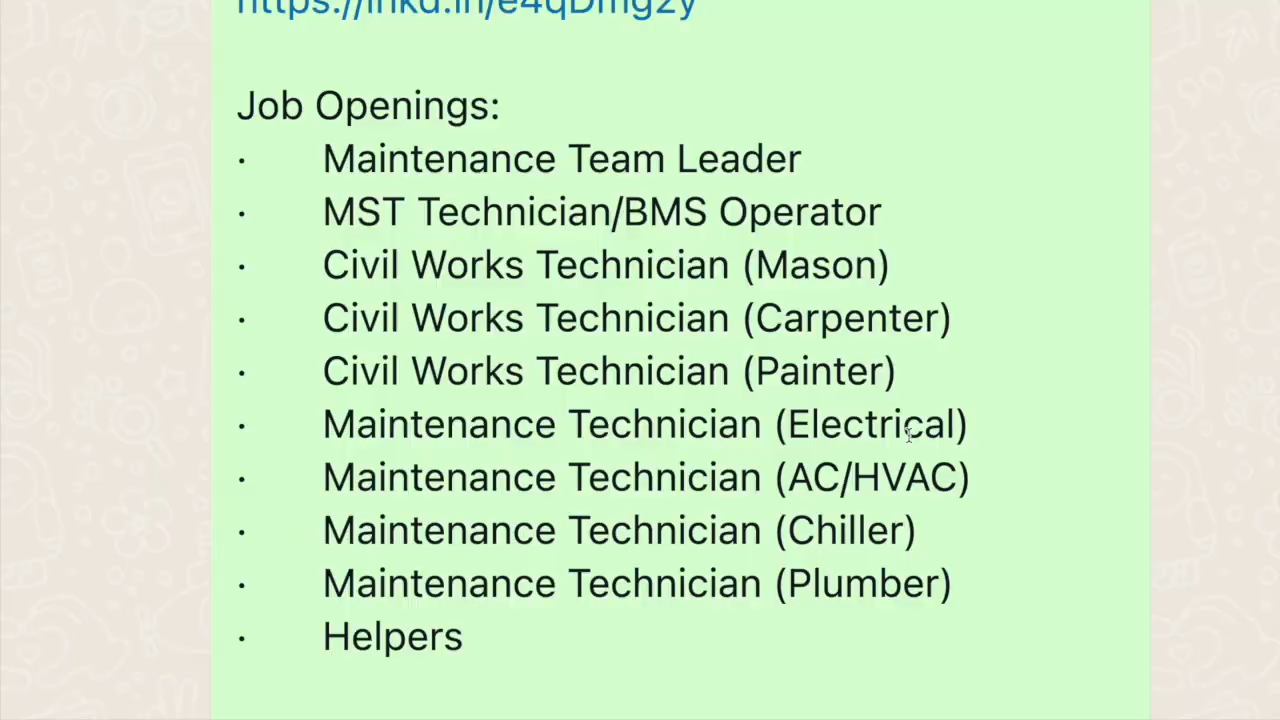 Job Openings:
· Maintenance Team Leader
· MST Technician/BMS Operator
· Civil Works Technician (Mason)
· Civil Works Technician (Carpenter)
· Civil Works Technician (Painter)
· Maintenance Technician (Electrical)
· Maintenance Technician (AC/HVAC)
· Maintenance Technician (Chiller)
· Maintenance Technician (Plumber)
· Helpers